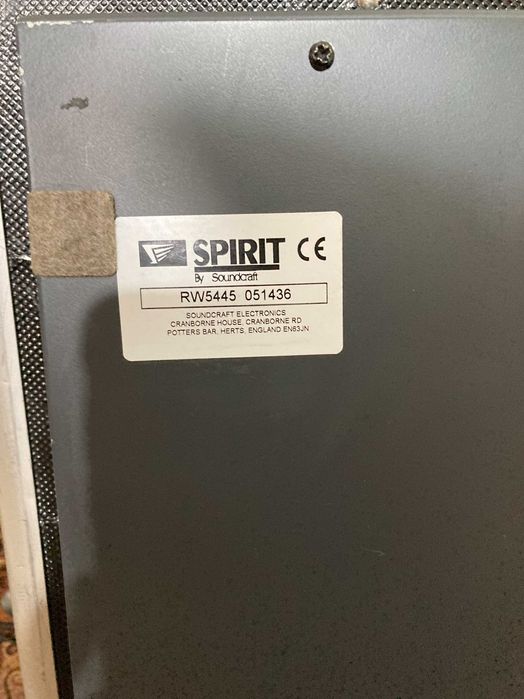 SPIRIT CE
By Soundcraft
RW5445 051436
SOUNDCRAFT ELECTRONICS
CRANBORNE HOUSE, CRANBORNE RD
POTTERS BAR, HERTS, ENGLAND EN63JN